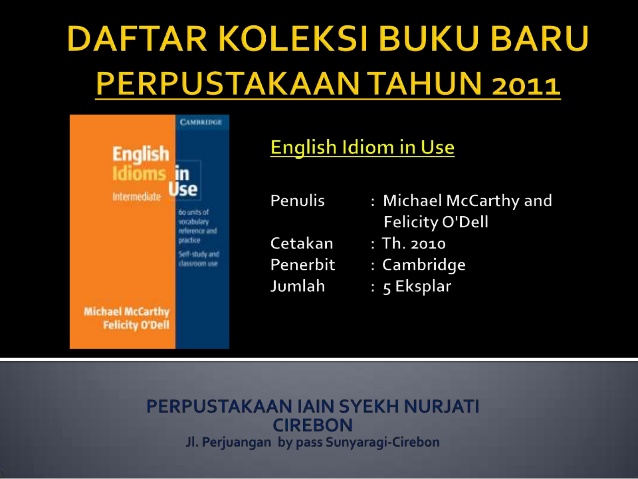 DAFTAR KOLEKSI BUKU BARU
PERPUSTAKAAN TAHUN 2011
CAMBRIDGE
English
Idioms in
Use
Intermediate
60 units of
vocabulary
reference and
practice
Self-study and
classroom use
Michael McCarthy
Felicity O'Dell
English Idiom in Use
Penulis : Michael McCarthy and
Felicity O'Dell
Cetakan : Th. 2010
Penerbit : Cambridge
Jumlah : 5 Eksplar
PERPUSTAKAAN IAIN SYEKH NURJATI
CIREBON
Jl. Perjuangan by pass Sunyaragi-Cirebon